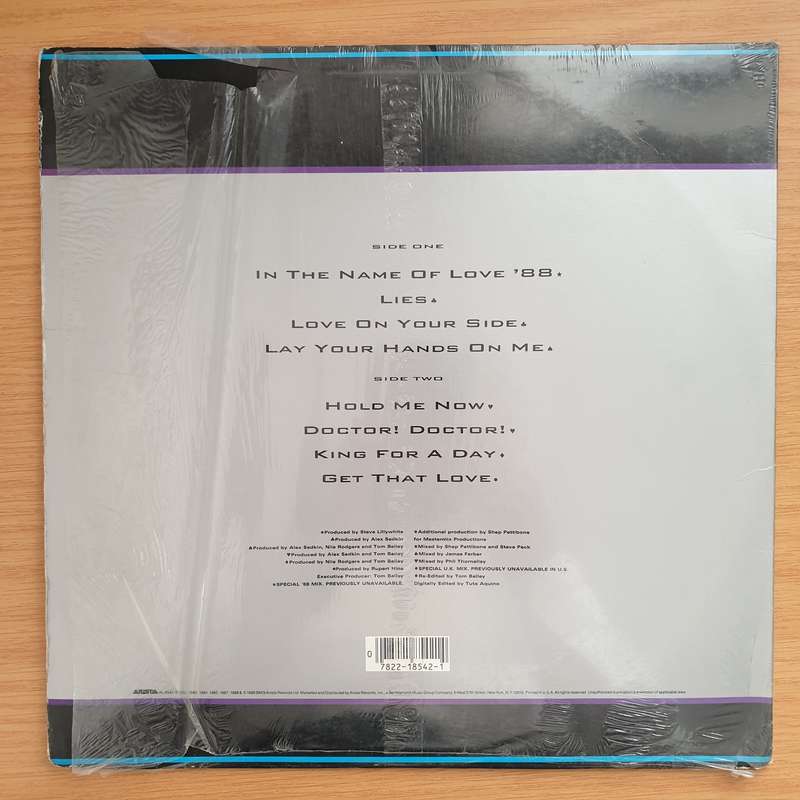 SIDE ONE
IN THE NAME OF LOVE '88★
LIES♣
LOVE ON YOUR SIDE♣
LAY YOUR HANDS ON ME♠
SIDE TWO
HOLD ME NOW♥
DOCTOR! DOCTOR!♥
KING FOR A DAY♦
GET THAT LOVE
Produced by Steve Lillywhite
Produced by Alex Sadkin
Produced by Alex Sadkin, Nile Rodgers and Tom Bailey
♥Produced by Alex Sadkin and Tom Bailey
♦Produced by Nile Rodgers and Tom Bailey
Produced by Rupert Hine
Executive Producer: Tom Bailey
★SPECIAL '88 MIX. PREVIOUSLY UNAVAILABLE.
Additional production by Shep Pettibone
for Mastermix Productions
Mixed by Shep Pettibone and Steve Peck
Mixed by James Farber
♥Mixed by Phil Thornalley
SPECIAL U.K. MIX. PREVIOUSLY UNAVAILABLE IN U.S.
Re-Edited by Tom Bailey
Digitally Edited by Tuta Aquino
0 7822-18542-1
ARISTA